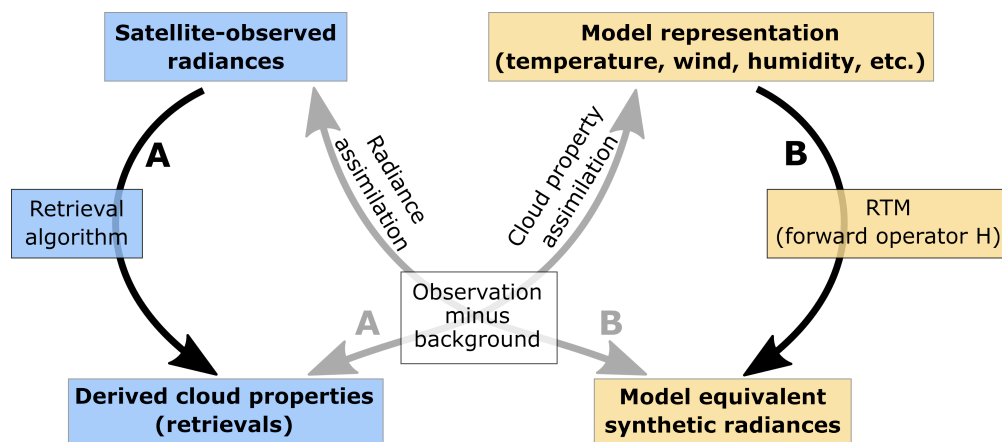 Satellite-observed
radiances
Model representation
(temperature, wind, humidity, etc.)
A
Radiance
assimilation
Cloud property
assimilation
B
Retrieval
algorithm
RTM
(forward operator H)
Observation
minus
background
A
B
Derived cloud properties
(retrievals)
Model equivalent
synthetic radiances